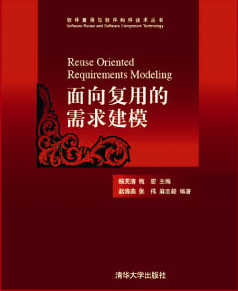 软件复用与软件构件技术丛书
Software Reuse and Software Component Technology
Reuse Oriented
Requirements Modeling
面向复用的
需求建模
杨芙清 梅 宏 主编
赵海燕 张 伟 麻志毅 编著
清华大学出版社